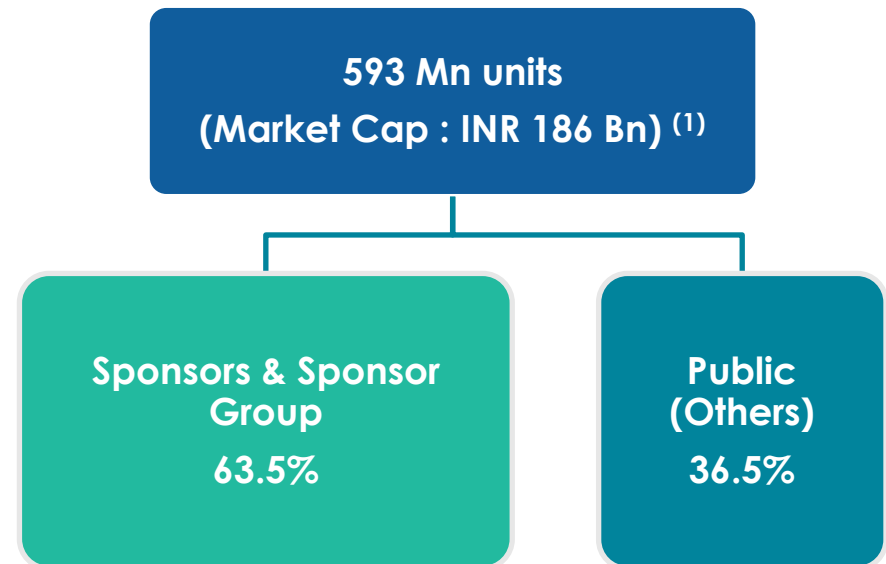 593 Mn units
(Market Cap : INR 186 Bn) (1)
Sponsors & Sponsor
Group
63.5%
Public
(Others)
36.5%